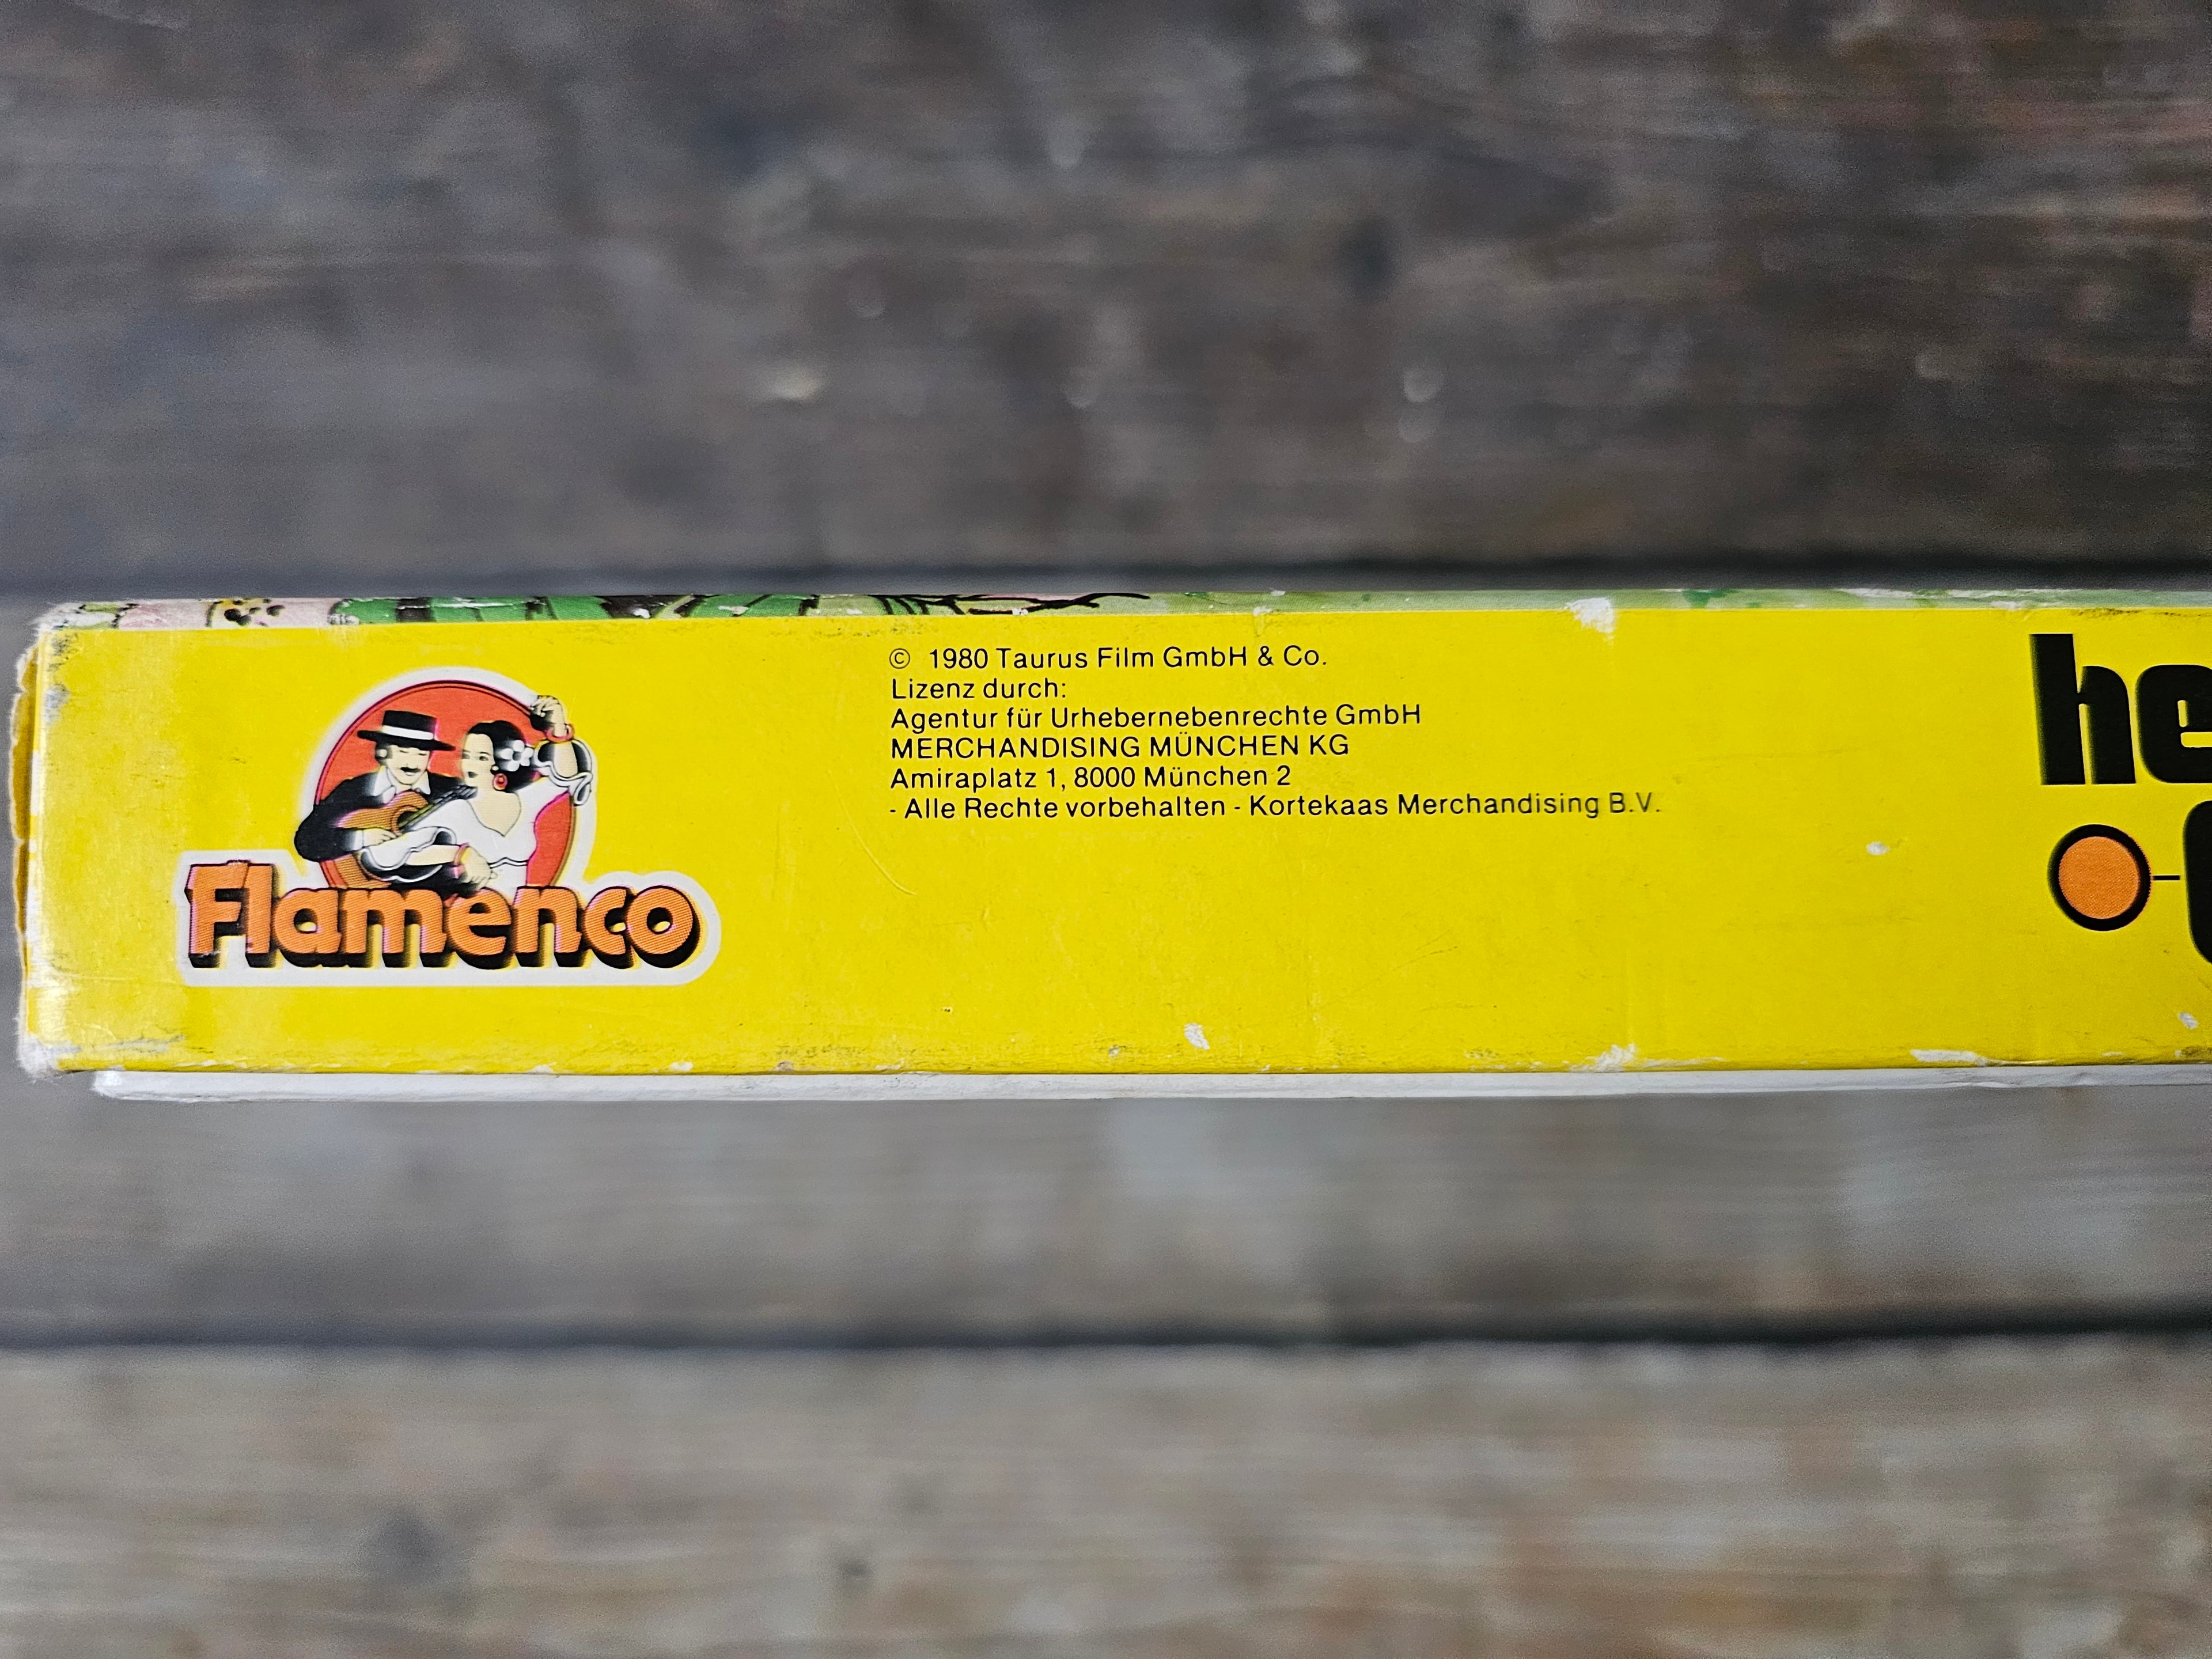 Flamenco
© 1980 Taurus Film GmbH & Co.
Lizenz durch:
Agentur für Urhebernebenrechte GmbH
MERCHANDISING MÜNCHEN KG
Amiraplatz 1, 8000 München 2
- Alle Rechte vorbehalten - Kortekaas Merchandising B.V.
he